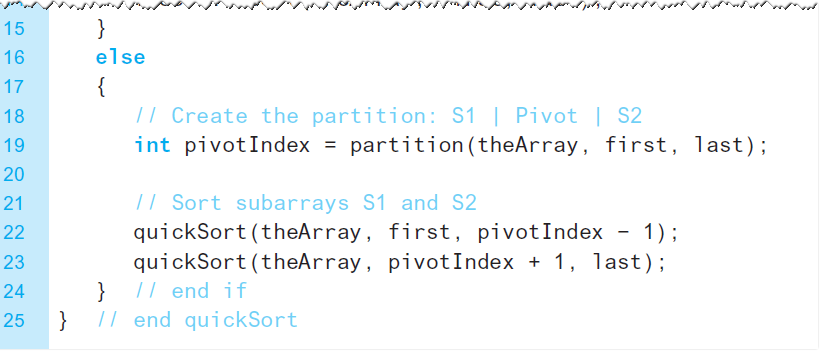 15 }
16 else
17 {
18 // Create the partition: S1 | Pivot | S2
19 int pivotIndex = partition(theArray, first, last);
20
21 // Sort subarrays S1 and S2
22 quickSort(theArray, first, pivotIndex − 1);
23 quickSort(theArray, pivotIndex + 1, last);
24 } // end if
25 } // end quickSort